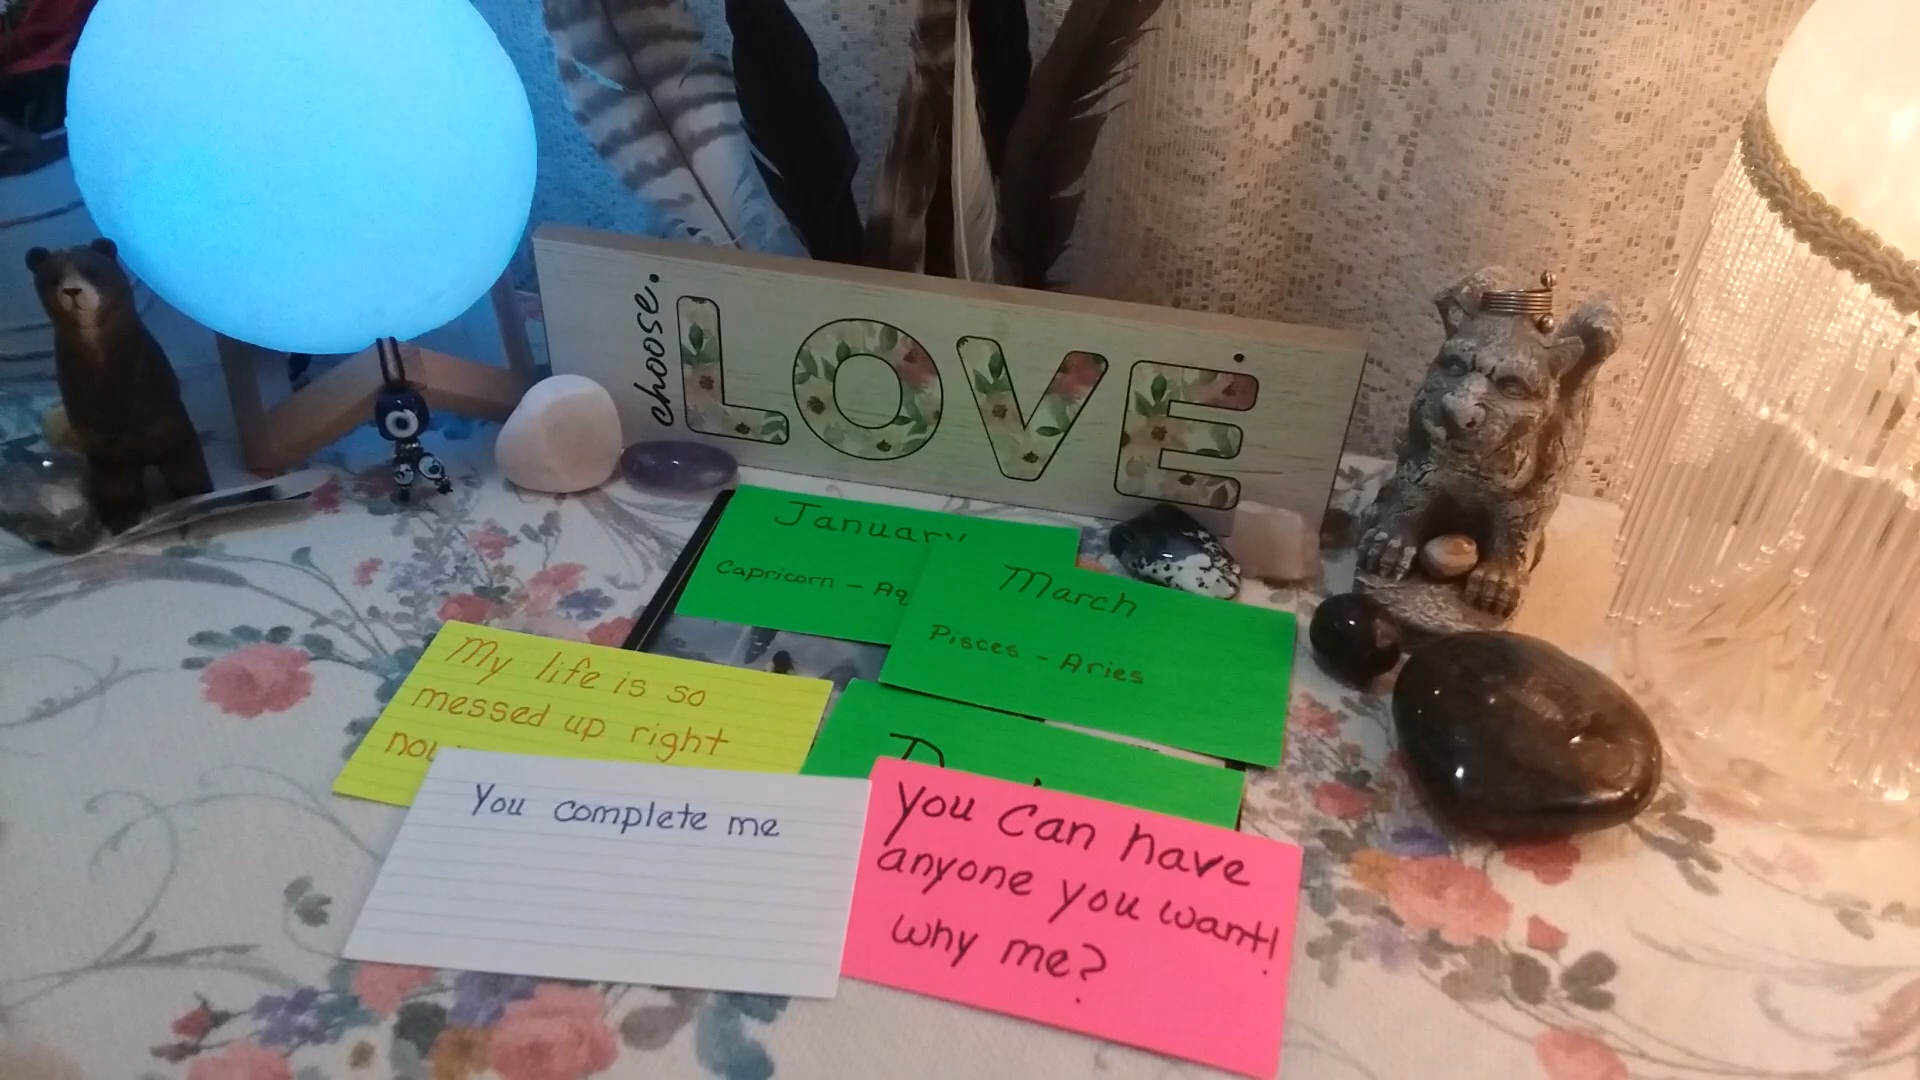 choose.
LOVE
January
Capricorn -
March
Pisces - Aries
My life is so
messed up right
You complete me
You can have
anyone you want!
why me?